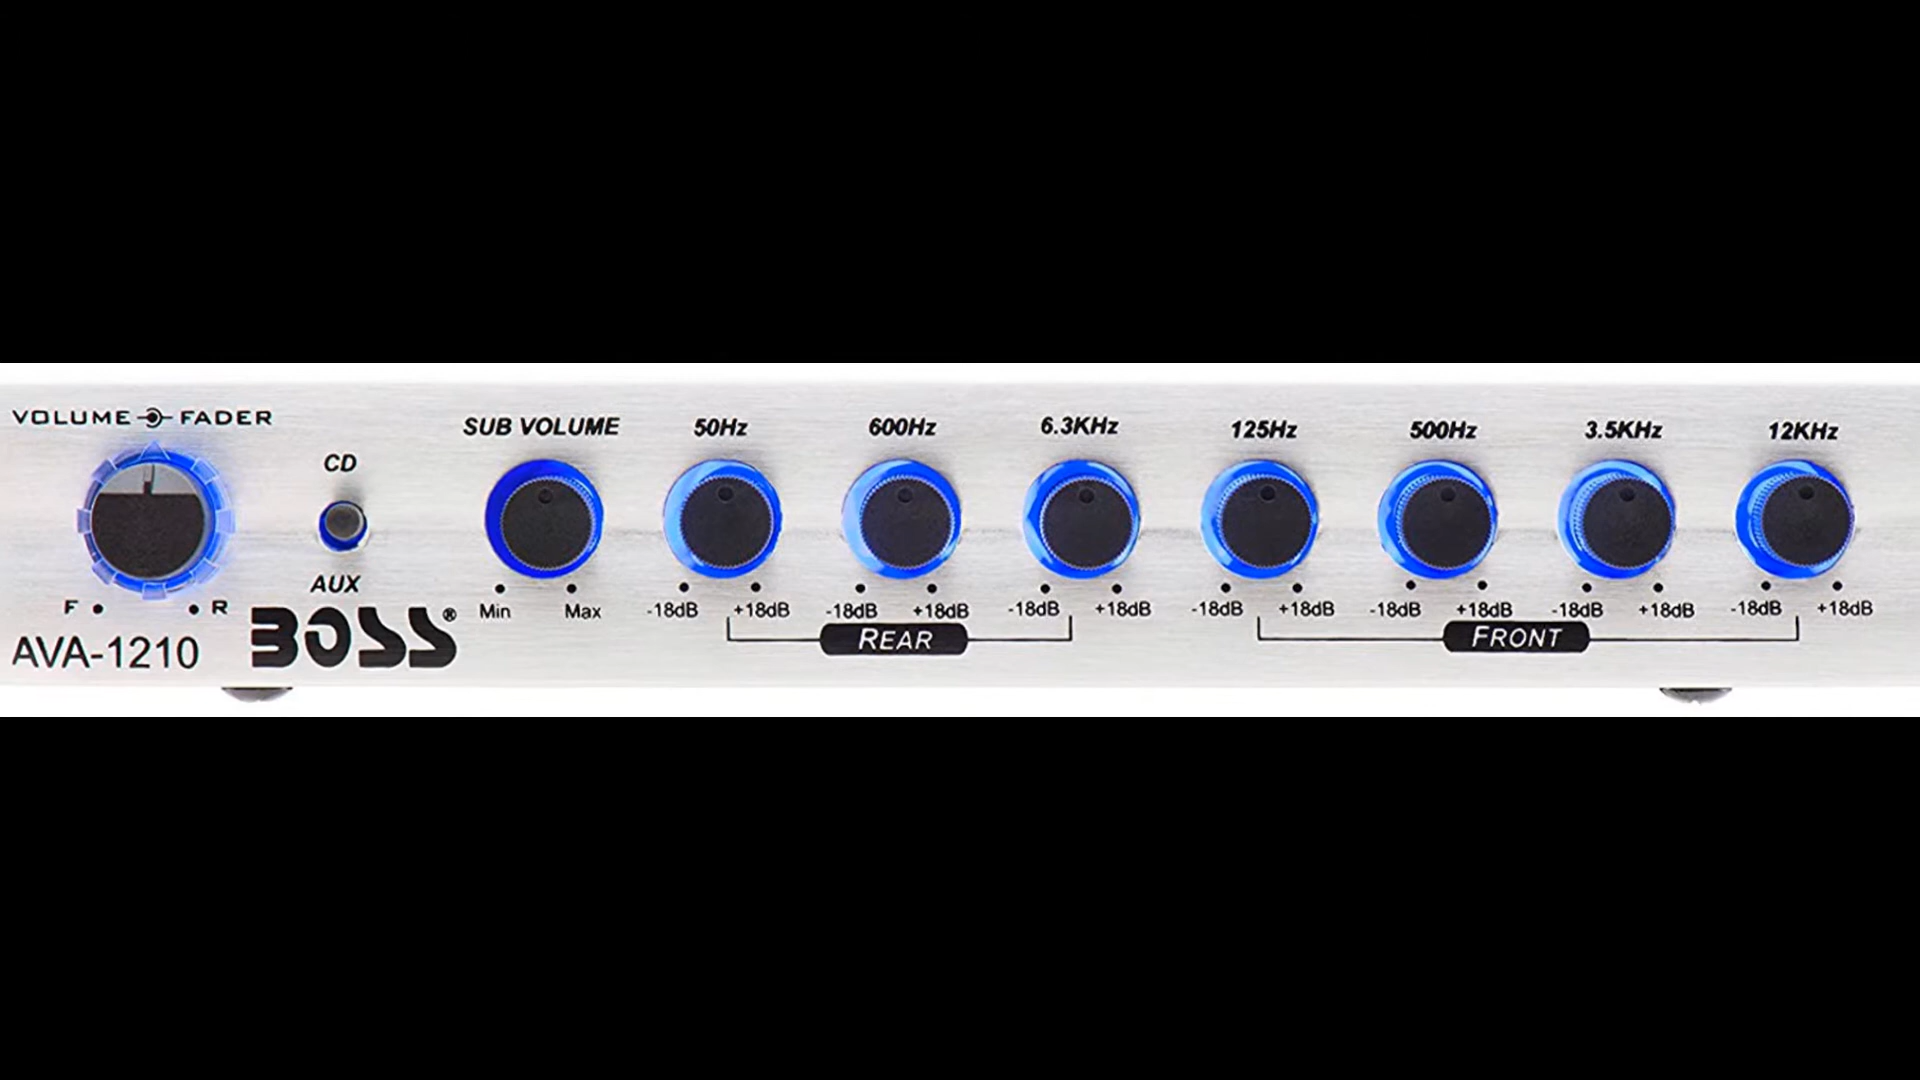 VOLUME FADER
CD
AUX
F R
AVA-1210
BOSS®
SUB VOLUME
Min Max
50Hz
-18dB +18dB
600Hz
-18dB +18dB
6.3KHz
-18dB +18dB
REAR
125Hz
-18dB +18dB
500Hz
-18dB +18dB
3.5KHz
-18dB +18dB
12KHz
-18dB +18dB
FRONT